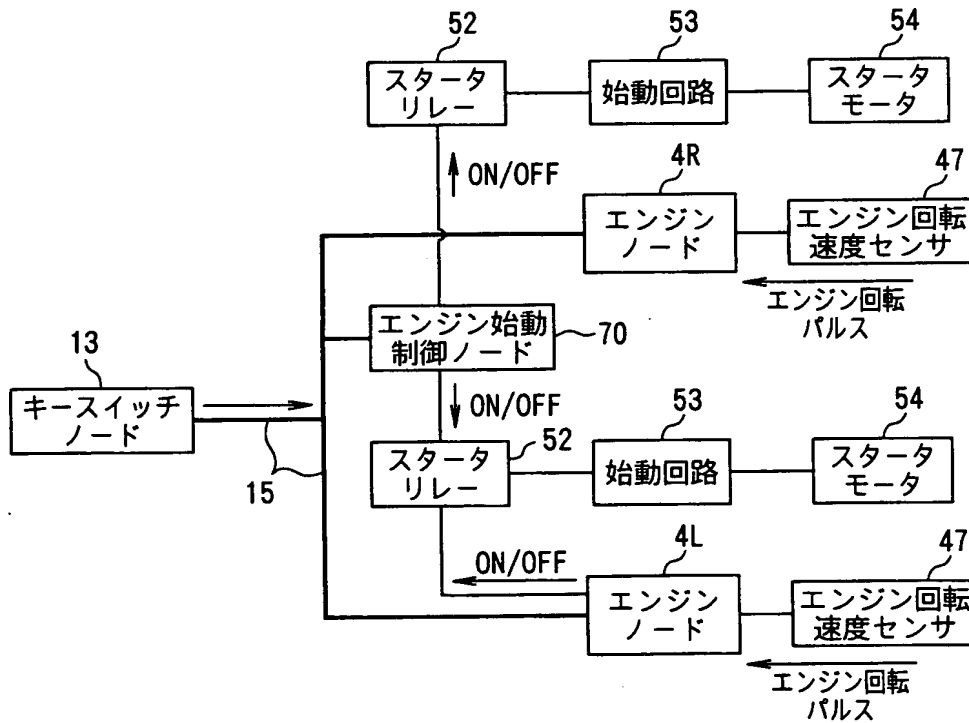 52
53
54
スタータ
リレー
始動回路
スタータ
モータ
ON/OFF
4R
47
エンジン
ノード
エンジン回転
速度センサ
エンジン回転
パルス
エンジン始動
制御ノード
70
13
キースイッチ
ノード
15
ON/OFF
52
53
54
スタータ
リレー
始動回路
スタータ
モータ
ON/OFF
4L
47
エンジン
ノード
エンジン回転
速度センサ
エンジン回転
パルス